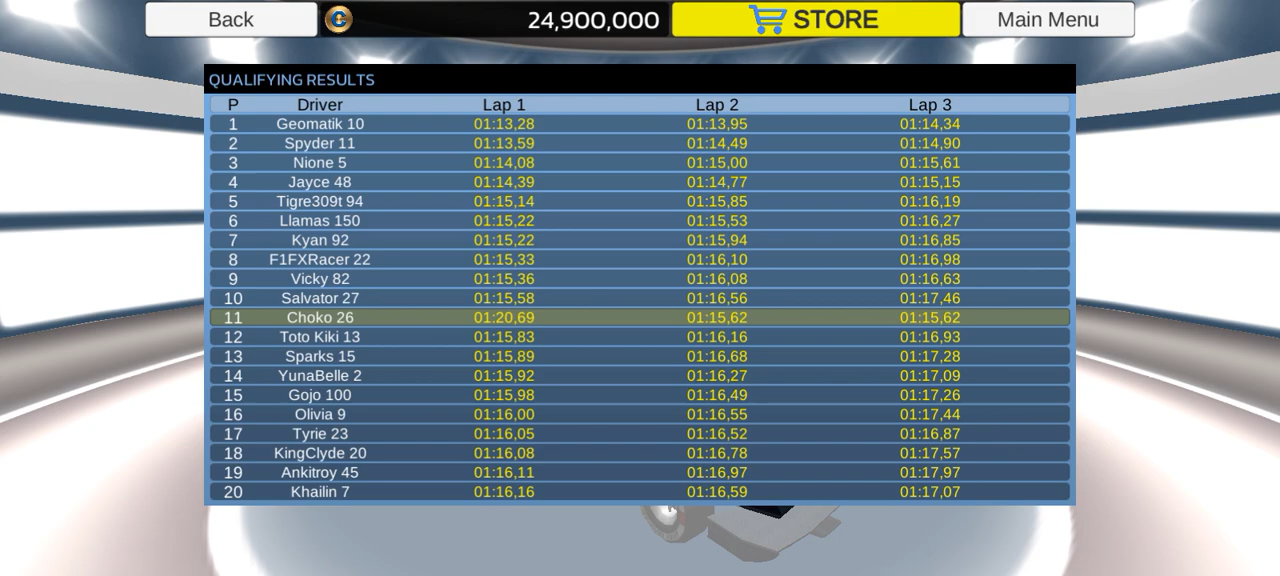 Back 24,900,000 STORE Main Menu
QUALIFYING RESULTS
P Driver Lap 1 Lap 2 Lap 3
1 Geomatik 10 01:13,28 01:13,95 01:14,34
2 Spyder 11 01:13,59 01:14,49 01:14,90
3 Nione 5 01:14,08 01:15,00 01:15,61
4 Jayce 48 01:14,39 01:14,77 01:15,15
5 Tigre309t 94 01:15,14 01:15,85 01:16,19
6 Llamas 150 01:15,22 01:15,53 01:16,27
7 Kyan 92 01:15,22 01:15,94 01:16,85
8 F1FXRacer 22 01:15,33 01:16,10 01:16,98
9 Vicky 82 01:15,36 01:16,08 01:16,63
10 Salvator 27 01:15,58 01:16,56 01:17,46
11 Choko 26 01:20,69 01:15,62 01:15,62
12 Toto Kiki 13 01:15,83 01:16,16 01:16,93
13 Sparks 15 01:15,89 01:16,68 01:17,28
14 YunaBelle 2 01:15,92 01:16,27 01:17,09
15 Gojo 100 01:15,98 01:16,49 01:17,26
16 Olivia 9 01:16,00 01:16,55 01:17,44
17 Tyrie 23 01:16,05 01:16,52 01:16,87
18 KingClyde 20 01:16,08 01:16,78 01:17,57
19 Ankitroy 45 01:16,11 01:16,97 01:17,97
20 Khailin 7 01:16,16 01:16,59 01:17,07